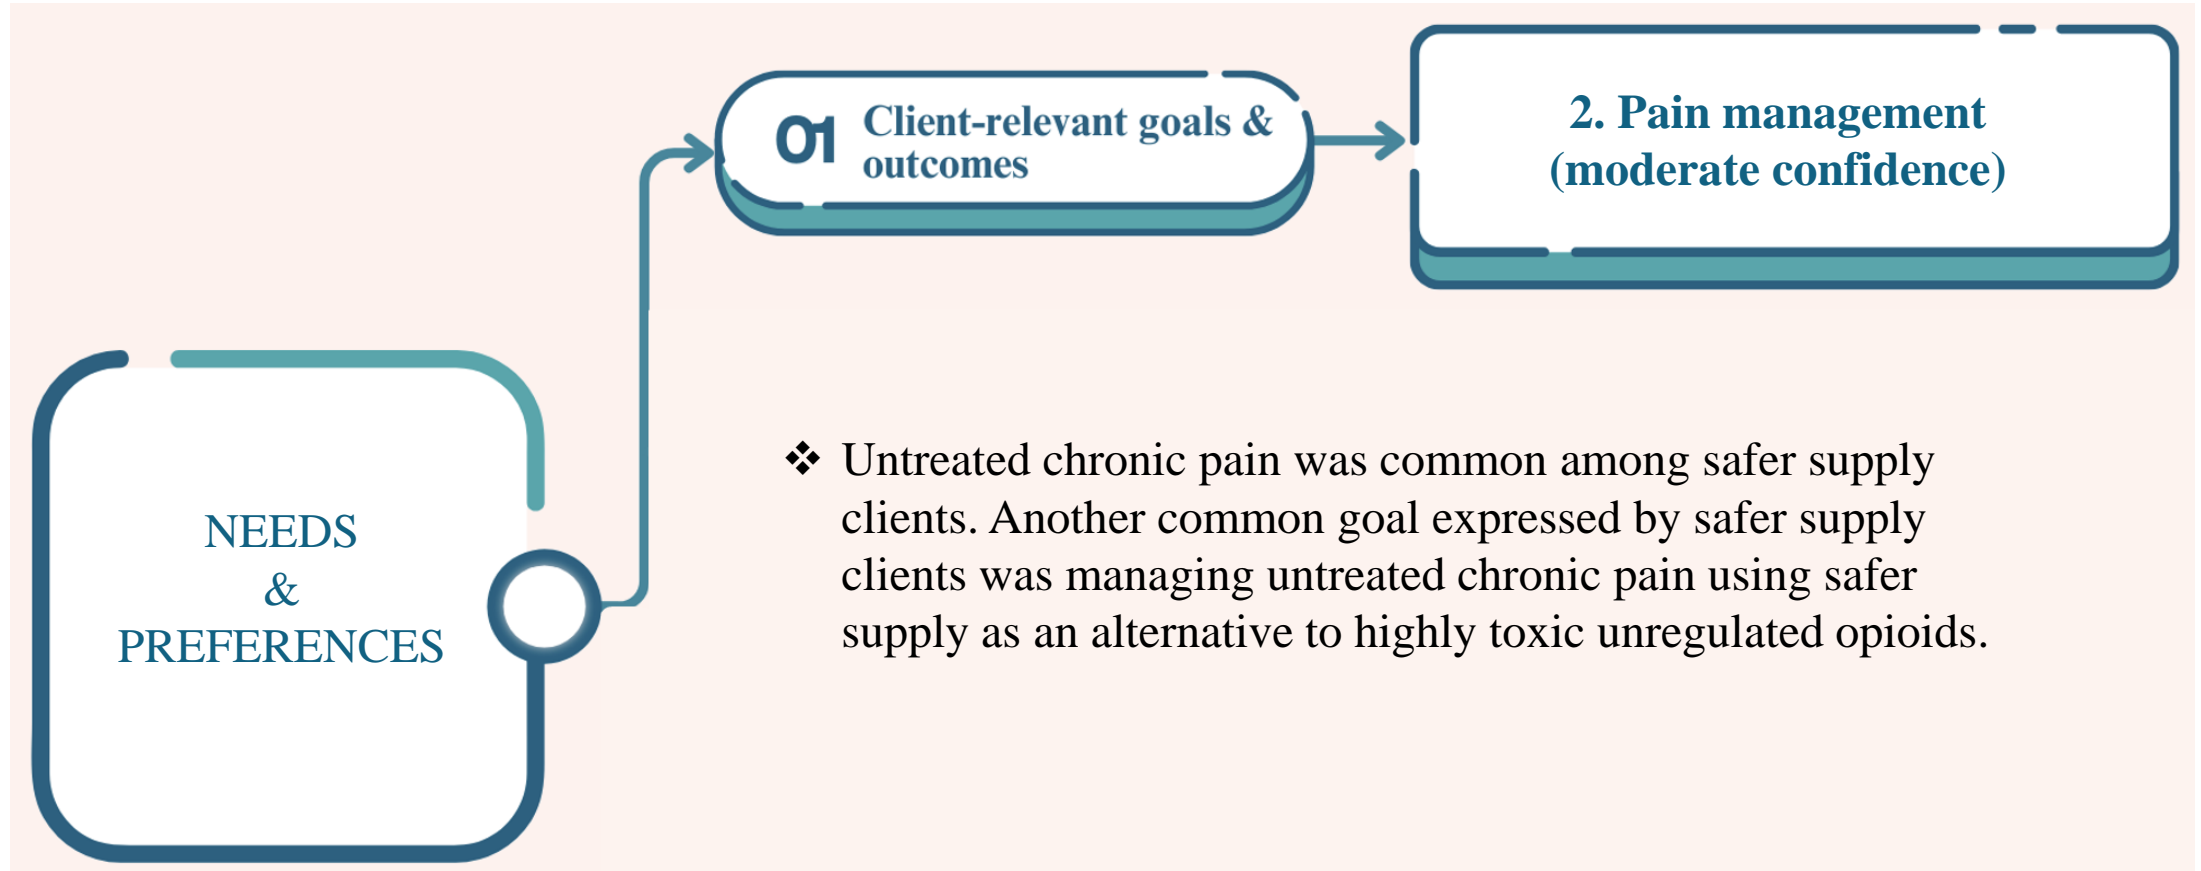 01 Client-relevant goals &
outcomes
2. Pain management
(moderate confidence)
NEEDS
&
PREFERENCES
❖ Untreated chronic pain was common among safer supply
clients. Another common goal expressed by safer supply
clients was managing untreated chronic pain using safer
supply as an alternative to highly toxic unregulated opioids.